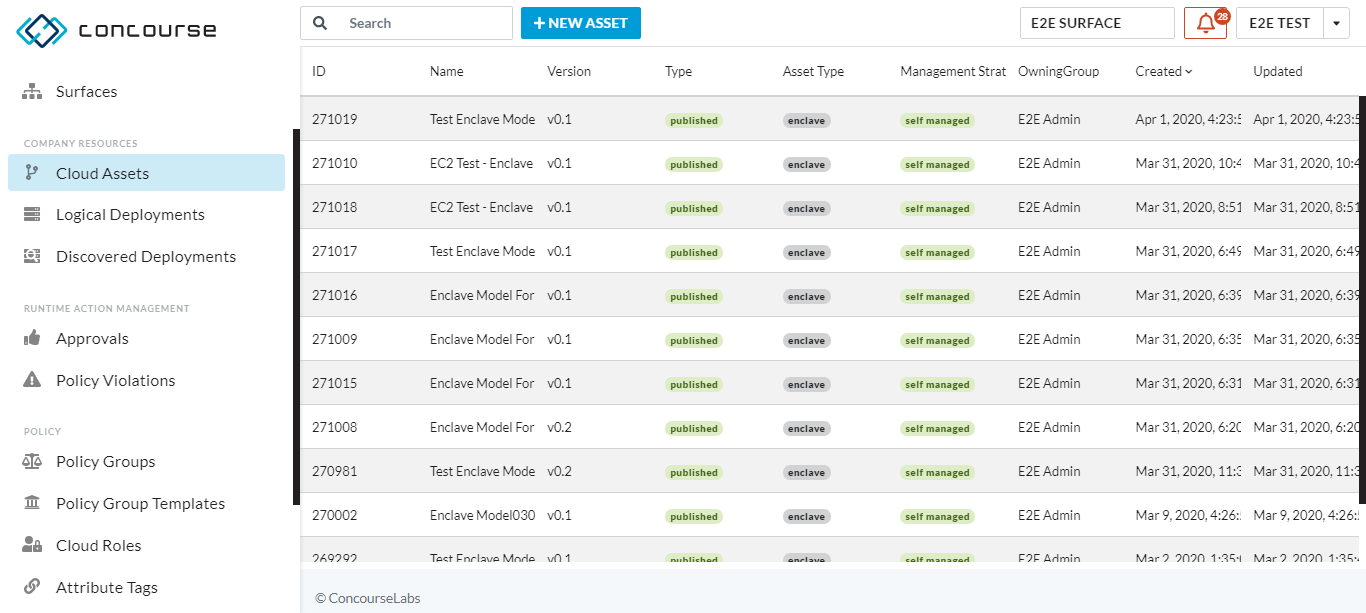 concourse
Search
+ NEW ASSET
E2E SURFACE
28
E2E TEST
Surfaces
COMPANY RESOURCES
Cloud Assets
Logical Deployments
Discovered Deployments
RUNTIME ACTION MANAGEMENT
Approvals
Policy Violations
POLICY
Policy Groups
Policy Group Templates
Cloud Roles
Attribute Tags
ID Name Version Type Asset Type Management Strat OwningGroup Created Updated
271019 Test Enclave Mode v0.1 published enclave self managed E2E Admin Apr 1, 2020, 4:23:5 Apr 1, 2020, 4:23:5
271010 EC2 Test - Enclave v0.1 published enclave self managed E2E Admin Mar 31, 2020, 10:4 Mar 31, 2020, 10:4
271018 EC2 Test - Enclave v0.1 published enclave self managed E2E Admin Mar 31, 2020, 8:51 Mar 31, 2020, 8:51
271017 Test Enclave Mode v0.1 published enclave self managed E2E Admin Mar 31, 2020, 6:49 Mar 31, 2020, 6:49
271016 Enclave Model For v0.1 published enclave self managed E2E Admin Mar 31, 2020, 6:39 Mar 31, 2020, 6:39
271009 Enclave Model For v0.1 published enclave self managed E2E Admin Mar 31, 2020, 6:35 Mar 31, 2020, 6:35
271015 Enclave Model For v0.1 published enclave self managed E2E Admin Mar 31, 2020, 6:31 Mar 31, 2020, 6:31
271008 Enclave Model For v0.2 published enclave self managed E2E Admin Mar 31, 2020, 6:20 Mar 31, 2020, 6:20
270981 Test Enclave Mode v0.2 published enclave self managed E2E Admin Mar 31, 2020, 11:3 Mar 31, 2020, 11:3
270002 Enclave Model030 v0.1 published enclave self managed E2E Admin Mar 9, 2020, 4:26: Mar 9, 2020, 4:26:
269292 Test Enclave Mode v0.1 published enclave self managed E2E Admin Mar 2, 2020, 1:35: Mar 2, 2020, 1:35:
© ConcourseLabs